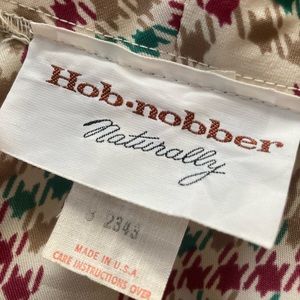 Hob-nobber
Naturally
2343
MADE IN U.S.A.
CARE INSTRUCTIONS OVER